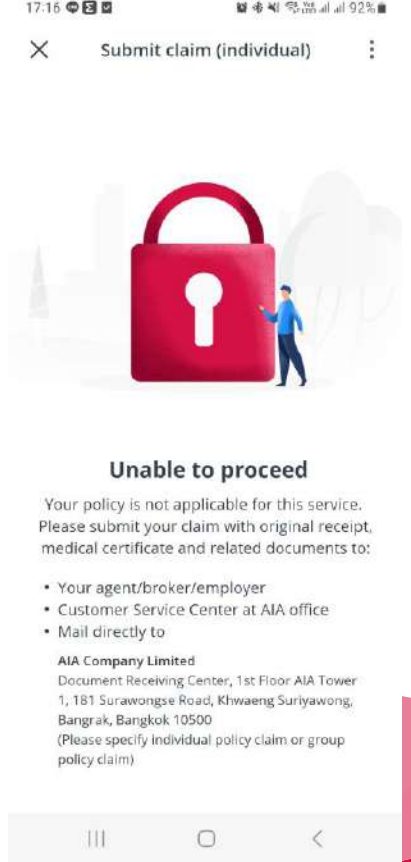 17:16
92%
Submit claim (individual)
Unable to proceed
Your policy is not applicable for this service.
Please submit your claim with original receipt,
medical certificate and related documents to:
• Your agent/broker/employer
• Customer Service Center at AIA office
• Mail directly to
AIA Company Limited
Document Receiving Center, 1st Floor AIA Tower
1, 181 Surawongse Road, Khwaeng Suriyawong,
Bangrak, Bangkok 10500
(Please specify individual policy claim or group
policy claim)